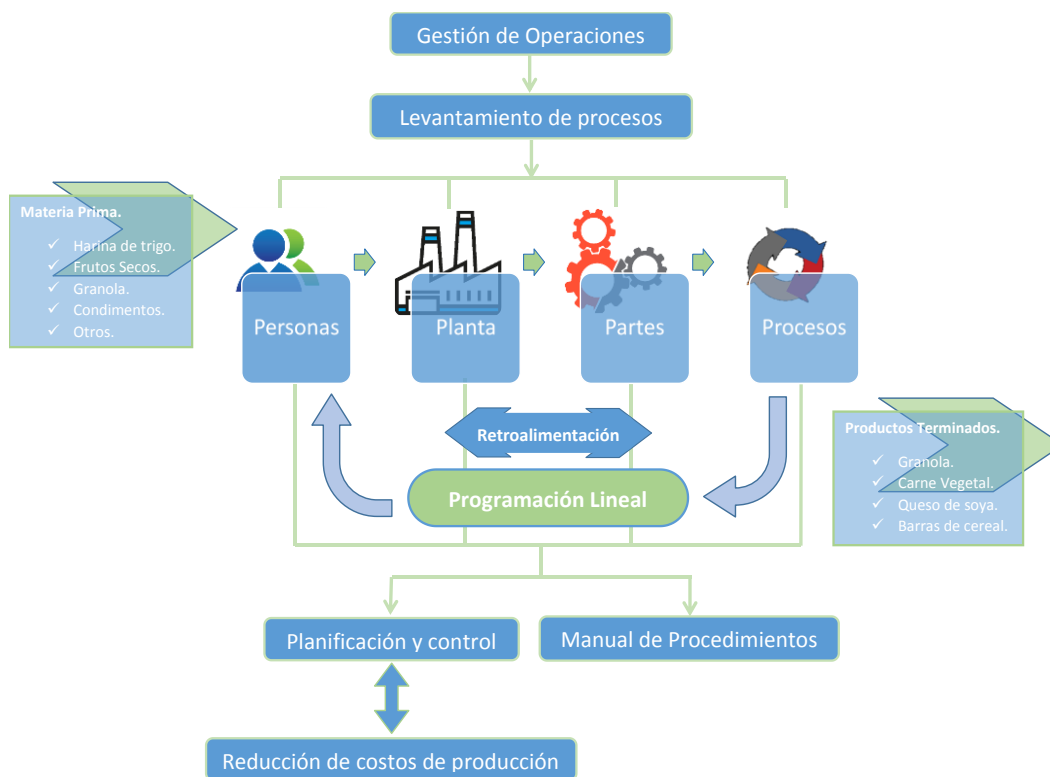 Gestión de Operaciones
Levantamiento de procesos
Materia Prima.
✓ Harina de trigo.
✓ Frutos Secos.
✓ Granola.
✓ Condimentos.
✓ Otros.
Personas
Planta
Partes
Procesos
Retroalimentación
Programación Lineal
Productos Terminados.
✓ Granola.
✓ Carne Vegetal.
✓ Queso de soya.
✓ Barras de cereal.
Planificación y control
Manual de Procedimientos
Reducción de costos de producción